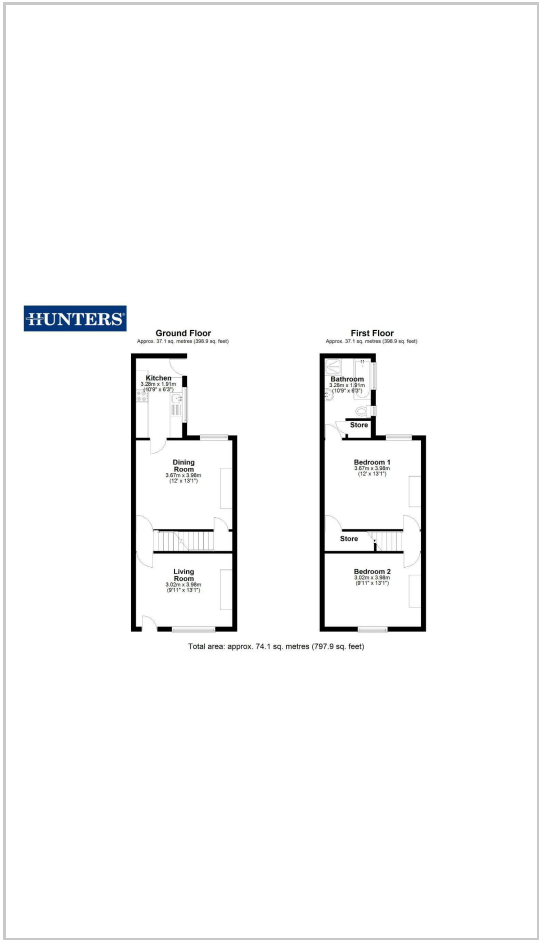 HUNTERS
Ground Floor
Approx. 37.1 sq. metres (398.9 sq. feet)
Kitchen
3.28m x 1.91m
(10'9" x 6'3")
Dining
Room
3.67m x 3.98m
(12' x 13'1")
Living
Room
3.02m x 3.98m
(9'11" x 13'1")
First Floor
Approx. 37.1 sq. metres (398.9 sq. feet)
Bathroom
3.28m x 1.91m
(10'9" x 6'3")
Store
Bedroom 1
3.67m x 3.98m
(12' x 13'1")
Store
Bedroom 2
3.02m x 3.98m
(9'11" x 13'1")
Total area: approx. 74.1 sq. metres (797.9 sq. feet)